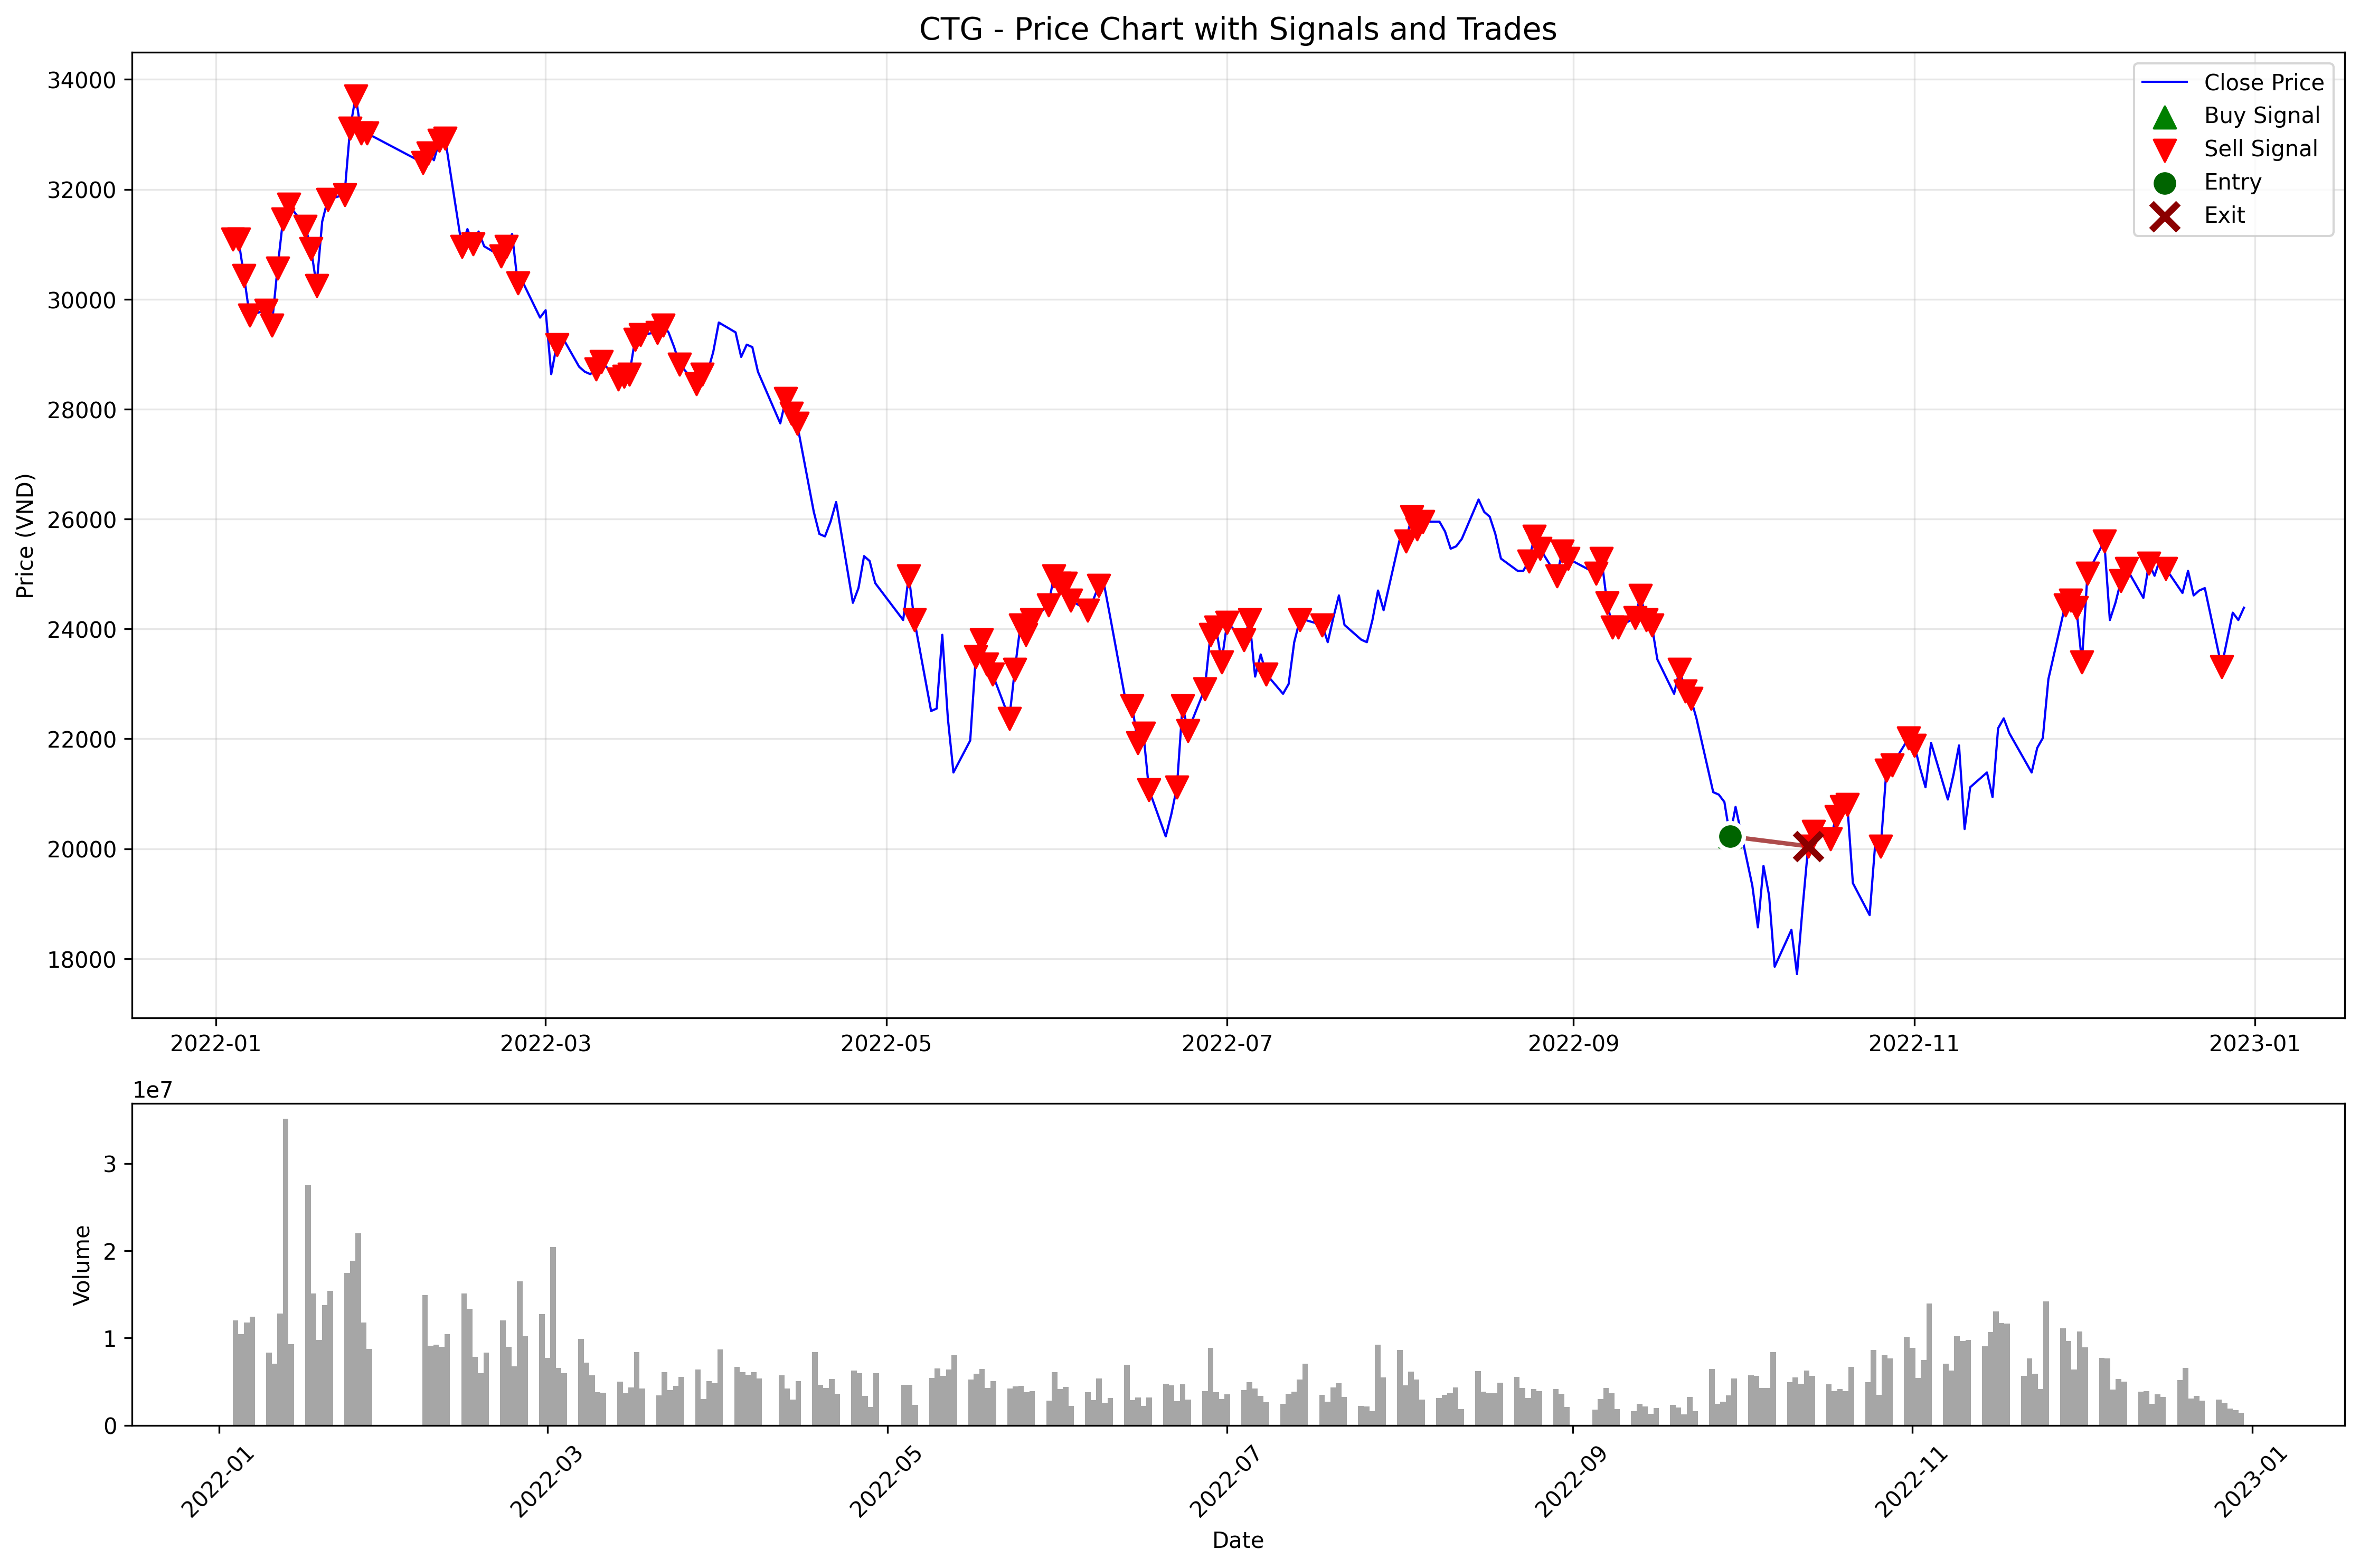 CTG - Price Chart with Signals and Trades
Price (VND)
34000
32000
30000
28000
26000
24000
22000
20000
18000
Close Price
Buy Signal
Sell Signal
Entry
Exit
2022-01
2022-03
2022-05
2022-07
2022-09
2022-11
2023-01
1e7
Volume
3
2
1
0
2022-01
2022-03
2022-05
2022-07
2022-09
2022-11
2023-01
Date